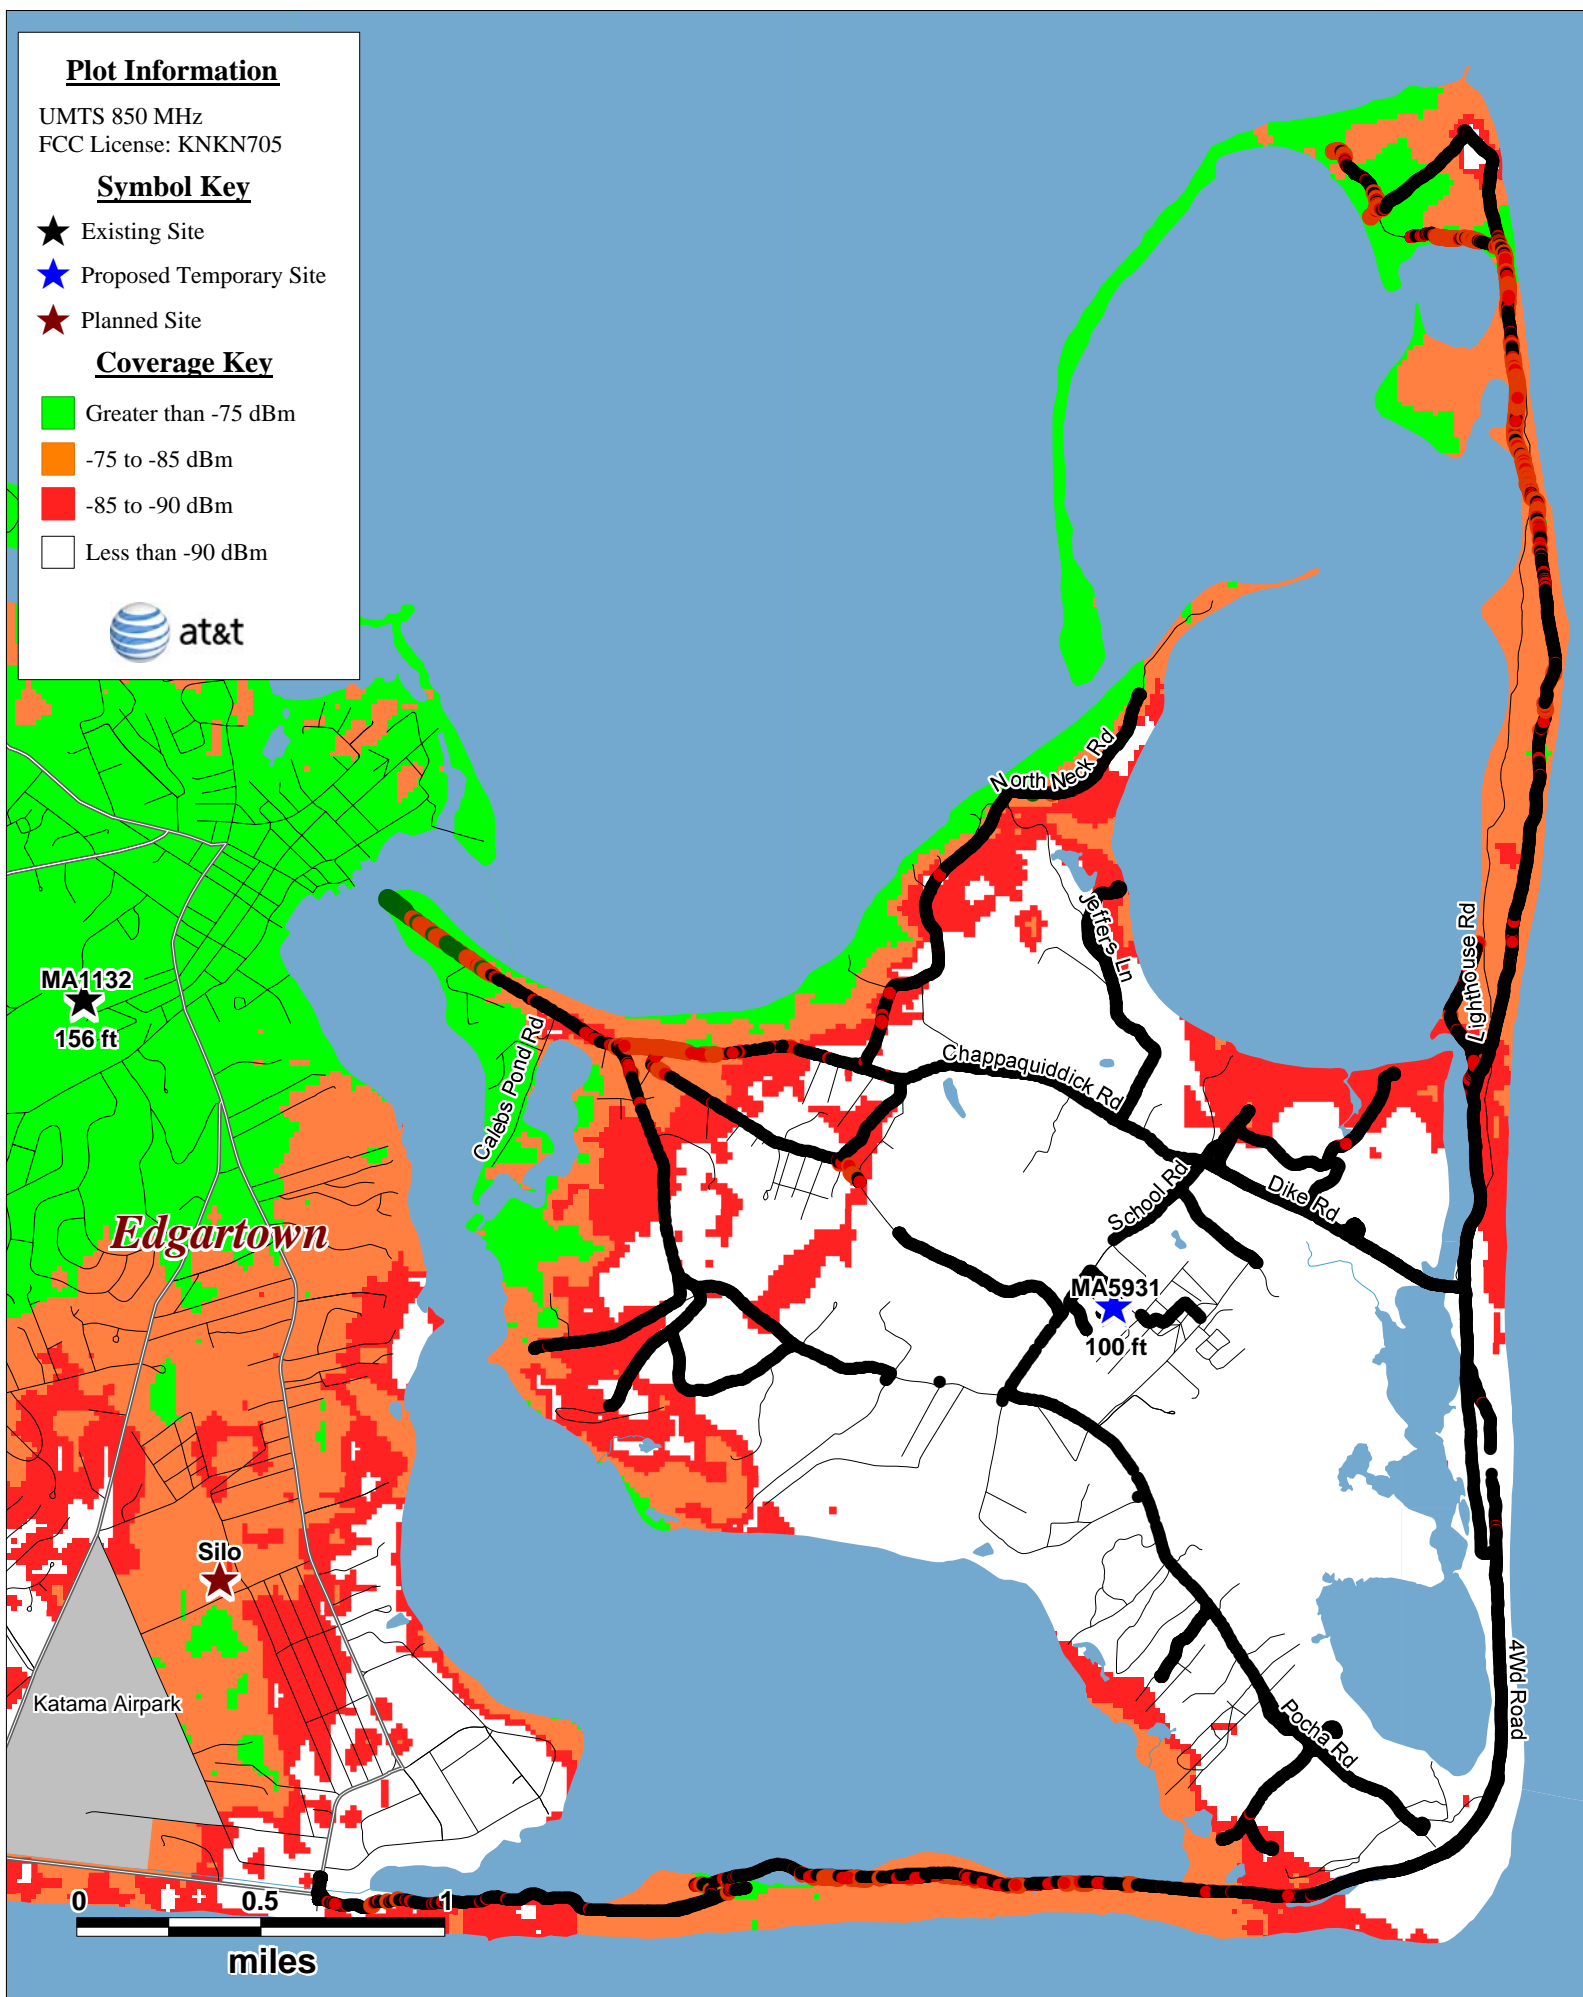 Plot Information
UMTS 850 MHz
FCC License: KNKN705
Symbol Key
Existing Site
Proposed Temporary Site
Planned Site
Coverage Key
Greater than -75 dBm
-75 to -85 dBm
-85 to -90 dBm
Less than -90 dBm
at&t
North Neck Rd
Jeffers Ln
Lighthouse Rd
MA1132
156 ft
Calebs Pond Rd
Chappaquiddick Rd
School Rd
Dike Rd
Edgartown
MA5931
100 ft
Silo
Katama Airpark
4Wd Road
Pocha Rd
0 0.5 1
miles